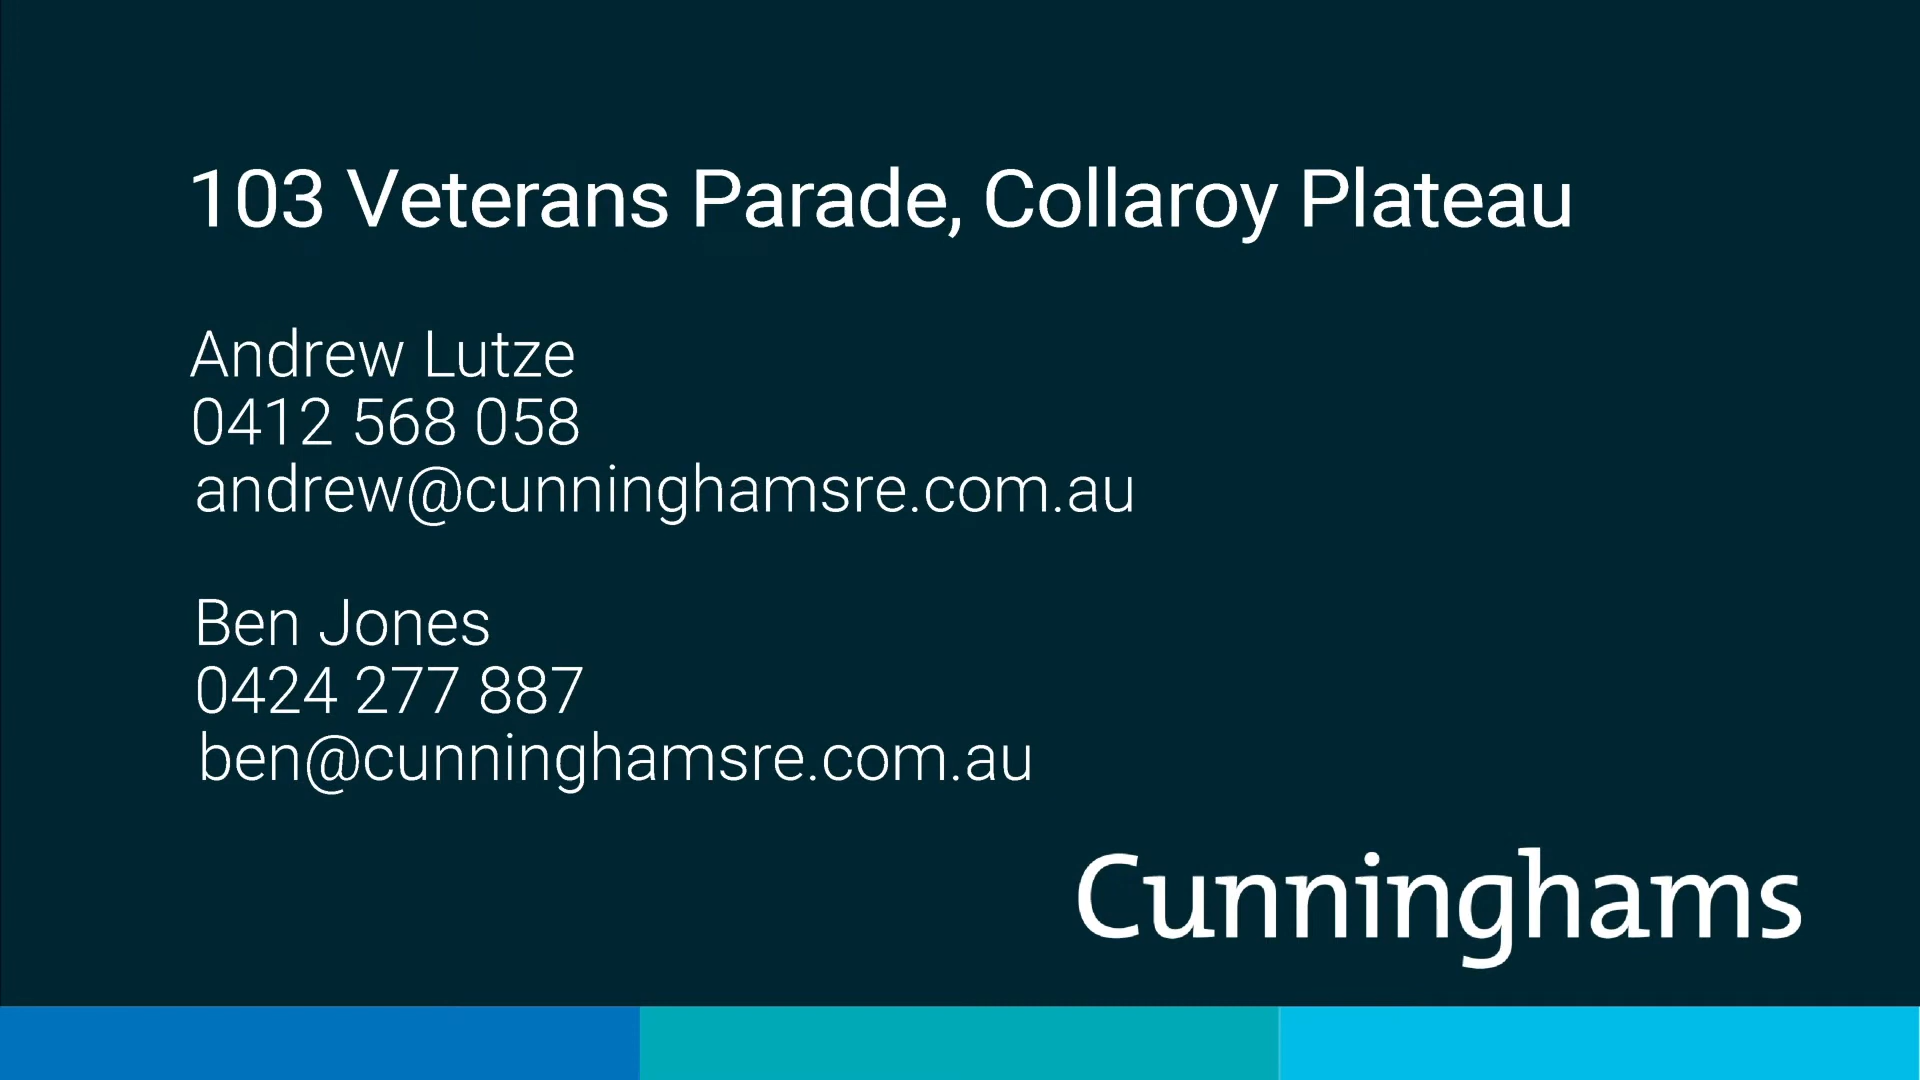 103 Veterans Parade, Collaroy Plateau
Andrew Lutze
0412 568 058
andrew@cunninghamsre.com.au
Ben Jones
0424 277 887
ben@cunninghamsre.com.au
Cunninghams